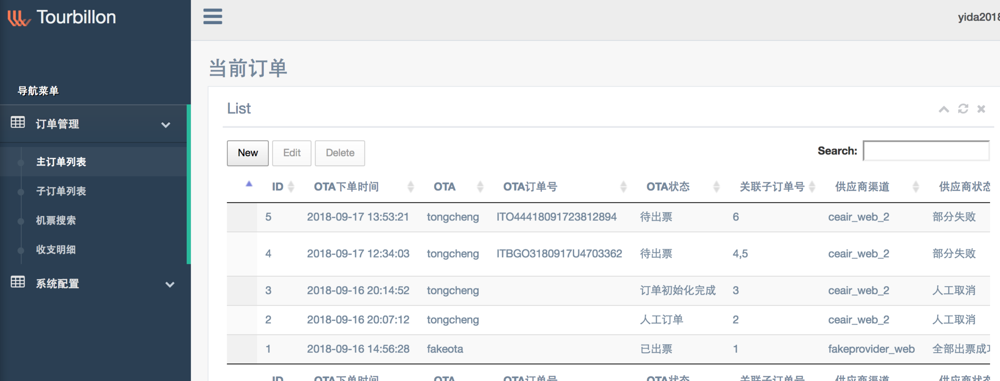 Tourbillon
yida2018
当前订单
导航菜单
List
订单管理
New Edit Delete Search:
主订单列表
ID OTA下单时间 OTA OTA订单号 OTA状态 关联子订单号 供应商渠道 供应商状态
子订单列表
5 2018-09-17 13:53:21 tongcheng ITO44418091723812894 待出票 6 ceair_web_2 部分失败
机票搜索
4 2018-09-17 12:34:03 tongcheng ITBGO3180917U4703362 待出票 4,5 ceair_web_2 部分失败
收支明细
系统配置
3 2018-09-16 20:14:52 tongcheng 订单初始化完成 3 ceair_web_2 人工取消
2 2018-09-16 20:07:12 tongcheng 人工订单 2 ceair_web_2 人工取消
1 2018-09-16 14:56:28 fakeota 已出票 1 fakeprovider_web 全部出票成功
ID OTA下单时间 OTA OTA订单号 OTA状态 关联子订单号 供应商渠道 供应商状态